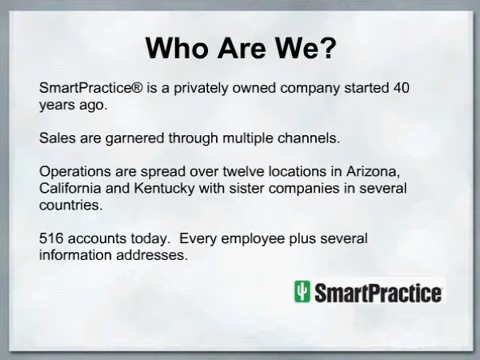 Who Are We?
SmartPractice® is a privately owned company started 40
years ago.
Sales are garnered through multiple channels.
Operations are spread over twelve locations in Arizona,
California and Kentucky with sister companies in several
countries.
516 accounts today.  Every employee plus several
information addresses.
SmartPractice